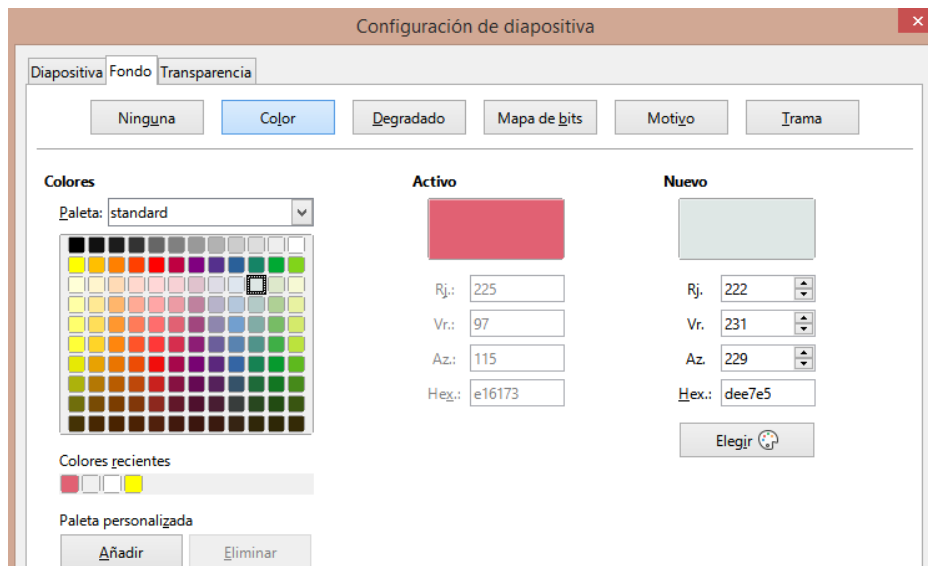 Configuración de diapositiva
Diapositiva Fondo Transparencia
Ninguna Color Degradado Mapa de bits Motivo Trama
Colores Activo Nuevo
Paleta: standard
Rj.: 225 Rj. 222
Vr.: 97 Vr. 231
Az.: 115 Az. 229
Hex.: e16173 Hex.: dee7e5
Elegir
Colores recientes
Paleta personalizada
Añadir Eliminar